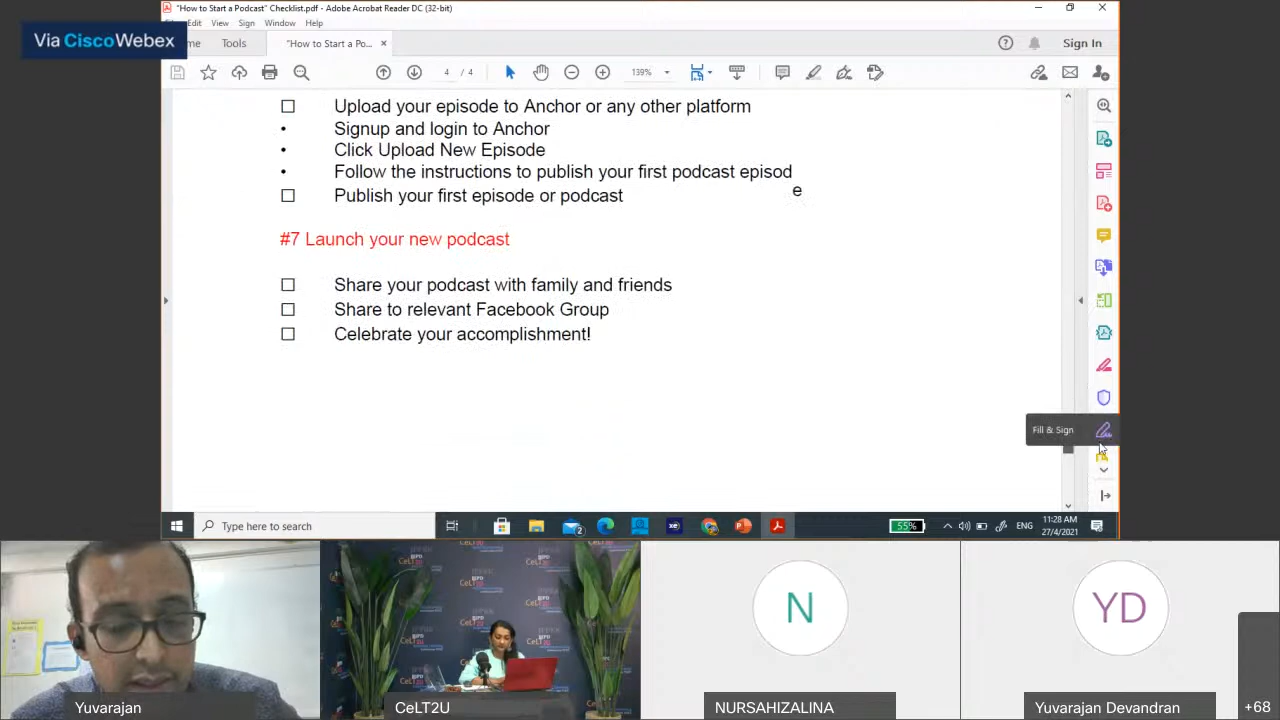 "How to Start a Podcast" Checklist.pdf - Adobe Acrobat Reader DC (32-bit)
Edit View Sign Window Help
Via CiscoWebex
me Tools "How to Start a Po... × Sign In
4 / 4 139%
Upload your episode to Anchor or any other platform
• Signup and login to Anchor
• Click Upload New Episode
• Follow the instructions to publish your first podcast episod
e
Publish your first episode or podcast
#7 Launch your new podcast
Share your podcast with family and friends
Share to relevant Facebook Group
Celebrate your accomplishment!
Fill & Sign
Type here to search
2
55%
ENG
11:28 AM
27/4/2021
CeLT2U
CeLT2U
CeLT2U
N
YD
Yuvarajan
CeLT2U
NURSAHIZALINA
Yuvarajan Devandran
+68